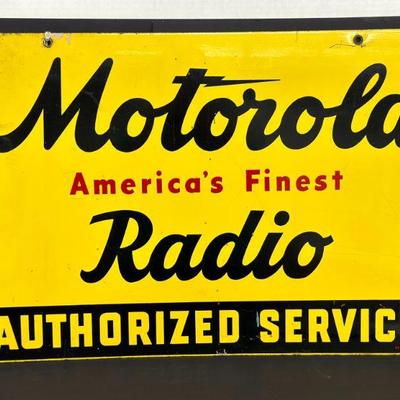 Motorola
America's Finest
Radio
AUTHORIZED SERVIC